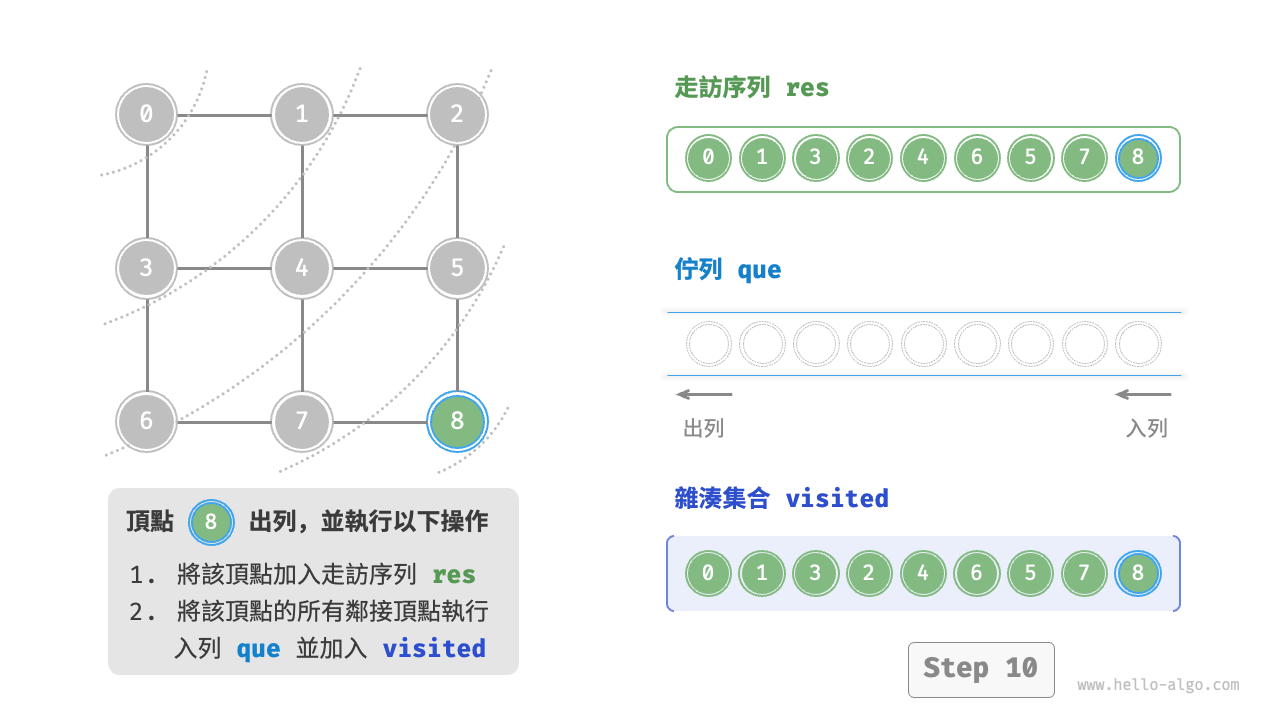 0 1 2
3 4 5
6 7 8
頂點 8 出列，並執行以下操作
1. 將該頂點加入走訪序列 res
2. 將該頂點的所有鄰接頂點執行
入列 que 並加入 visited
走訪序列 res
0 1 3 2 4 6 5 7 8
佇列 que
出列 入列
雜湊集合 visited
0 1 3 2 4 6 5 7 8
Step 10
www.hello-algo.com